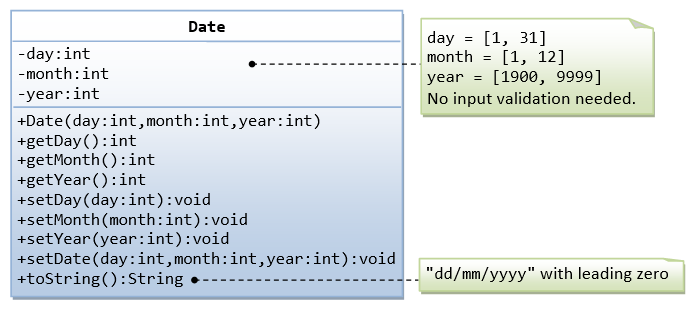 Date
-day:int
-month:int
-year:int
+Date(day:int,month:int,year:int)
+getDay():int
+getMonth():int
+getYear():int
+setDay(day:int):void
+setMonth(month:int):void
+setYear(year:int):void
+setDate(day:int,month:int,year:int):void
+toString():String
day = [1, 31]
month = [1, 12]
year = [1900, 9999]
No input validation needed.
"dd/mm/yyyy" with leading zero